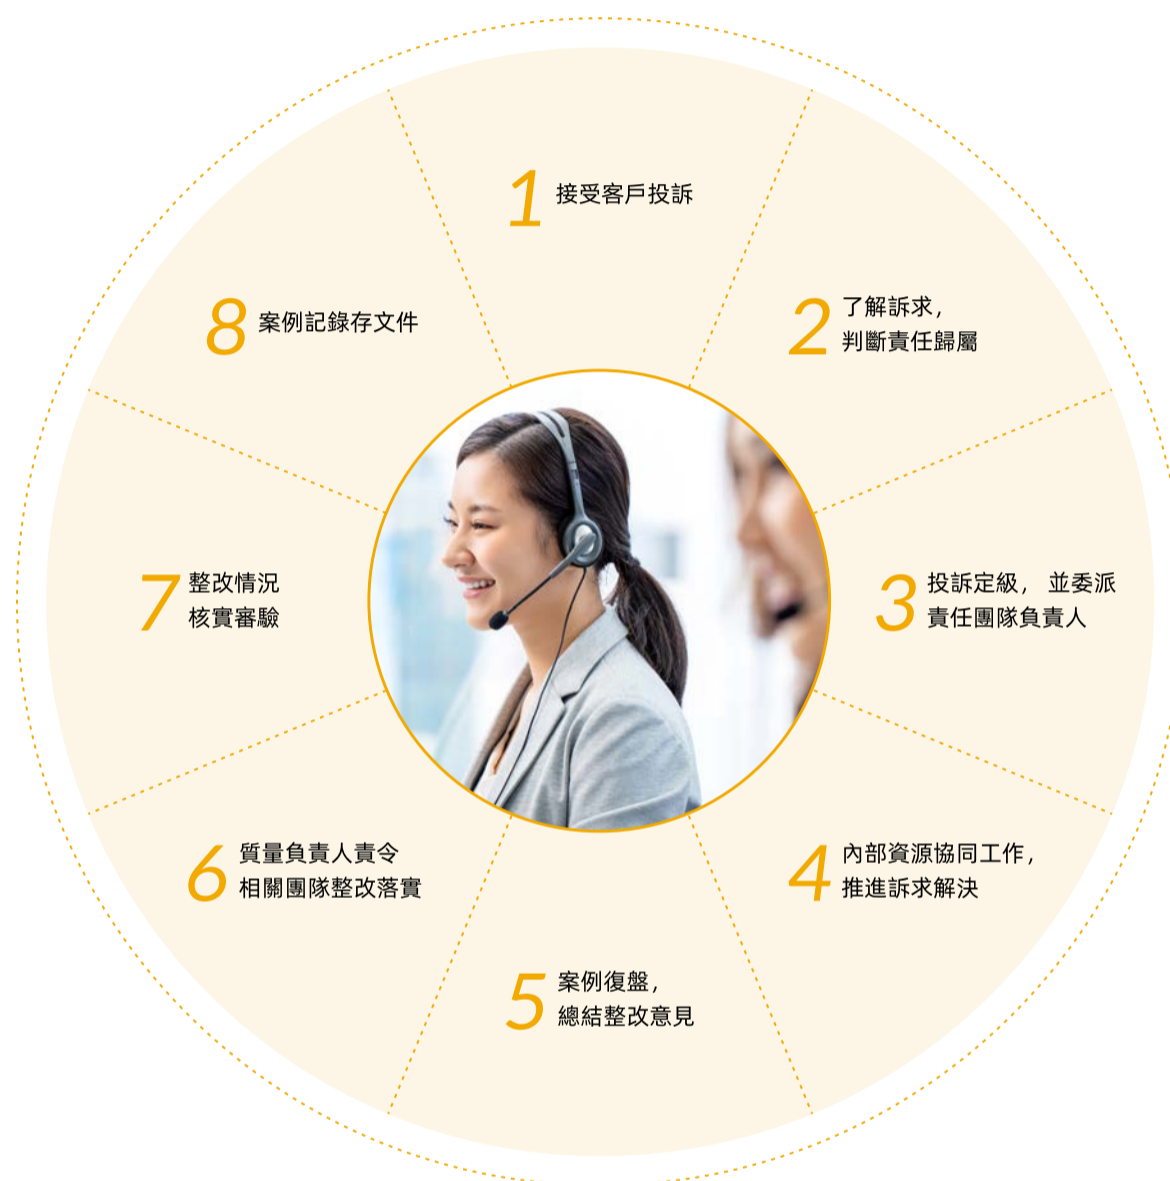 1 接受客戶投訴
2 了解訴求，
判斷責任歸屬
3 投訴定級， 並委派
責任團隊負責人
4 內部資源協同工作，
推進訴求解決
5 案例復盤，
總結整改意見
6 質量負責人責令
相關團隊整改落實
7 整改情況
核實審驗
8 案例記錄存文件